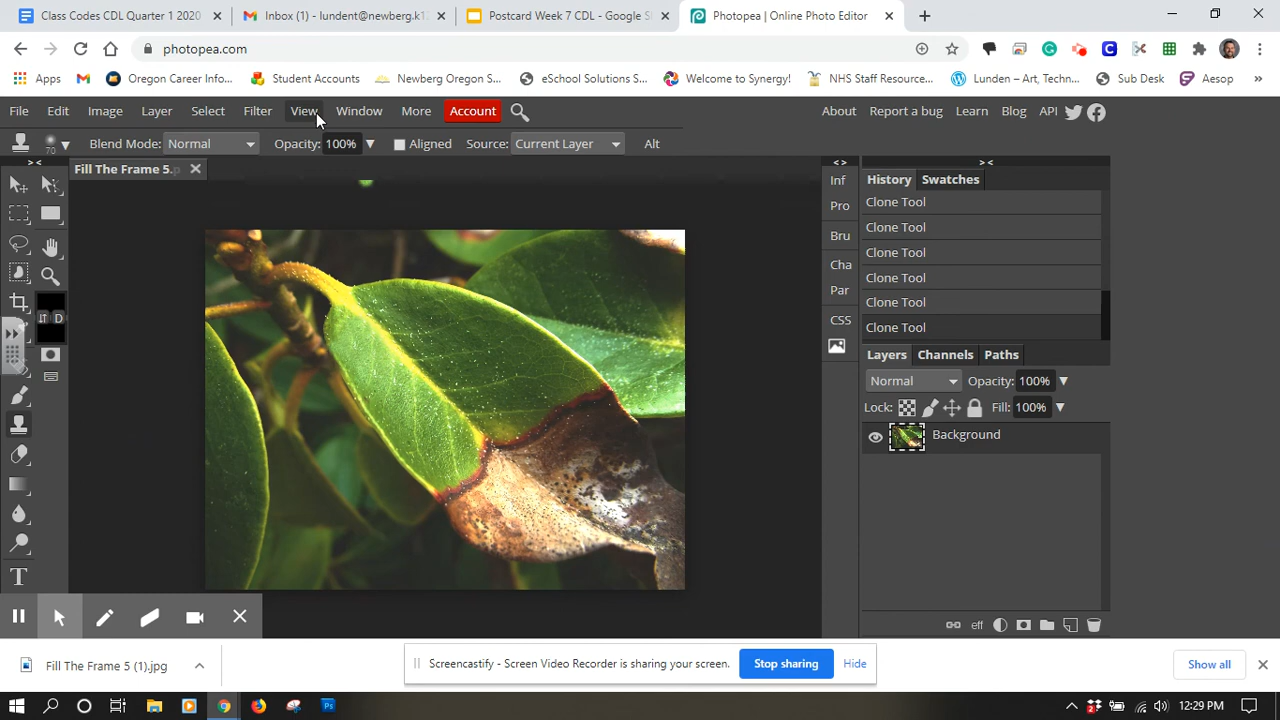 Class Codes CDL Quarter 1 2020
Inbox (1) - lundent@newberg.k12
Postcard Week 7 CDL - Google S
Photopea | Online Photo Editor
photopea.com
Apps
Oregon Career Info...
Student Accounts
Newberg Oregon S...
eSchool Solutions S...
Welcome to Synergy!
NHS Staff Resource...
Lunden – Art, Techn...
Sub Desk
Aesop
»
File Edit Image Layer Select Filter View Window More Account
About Report a bug Learn Blog API
70
Blend Mode: Normal
Opacity: 100%
Aligned
Source: Current Layer
Alt
> <
Fill The Frame 5.p
< >
> <
Inf
Pro
Bru
Cha
Par
CSS
History Swatches
Clone Tool
Clone Tool
Clone Tool
Clone Tool
Clone Tool
Clone Tool
Layers Channels Paths
Normal
Opacity: 100%
Lock:
Fill: 100%
Background
D
T
eff
Fill The Frame 5 (1).jpg
Screencastify - Screen Video Recorder is sharing your screen.
Stop sharing
Hide
Show all
Ps
2
12:29 PM